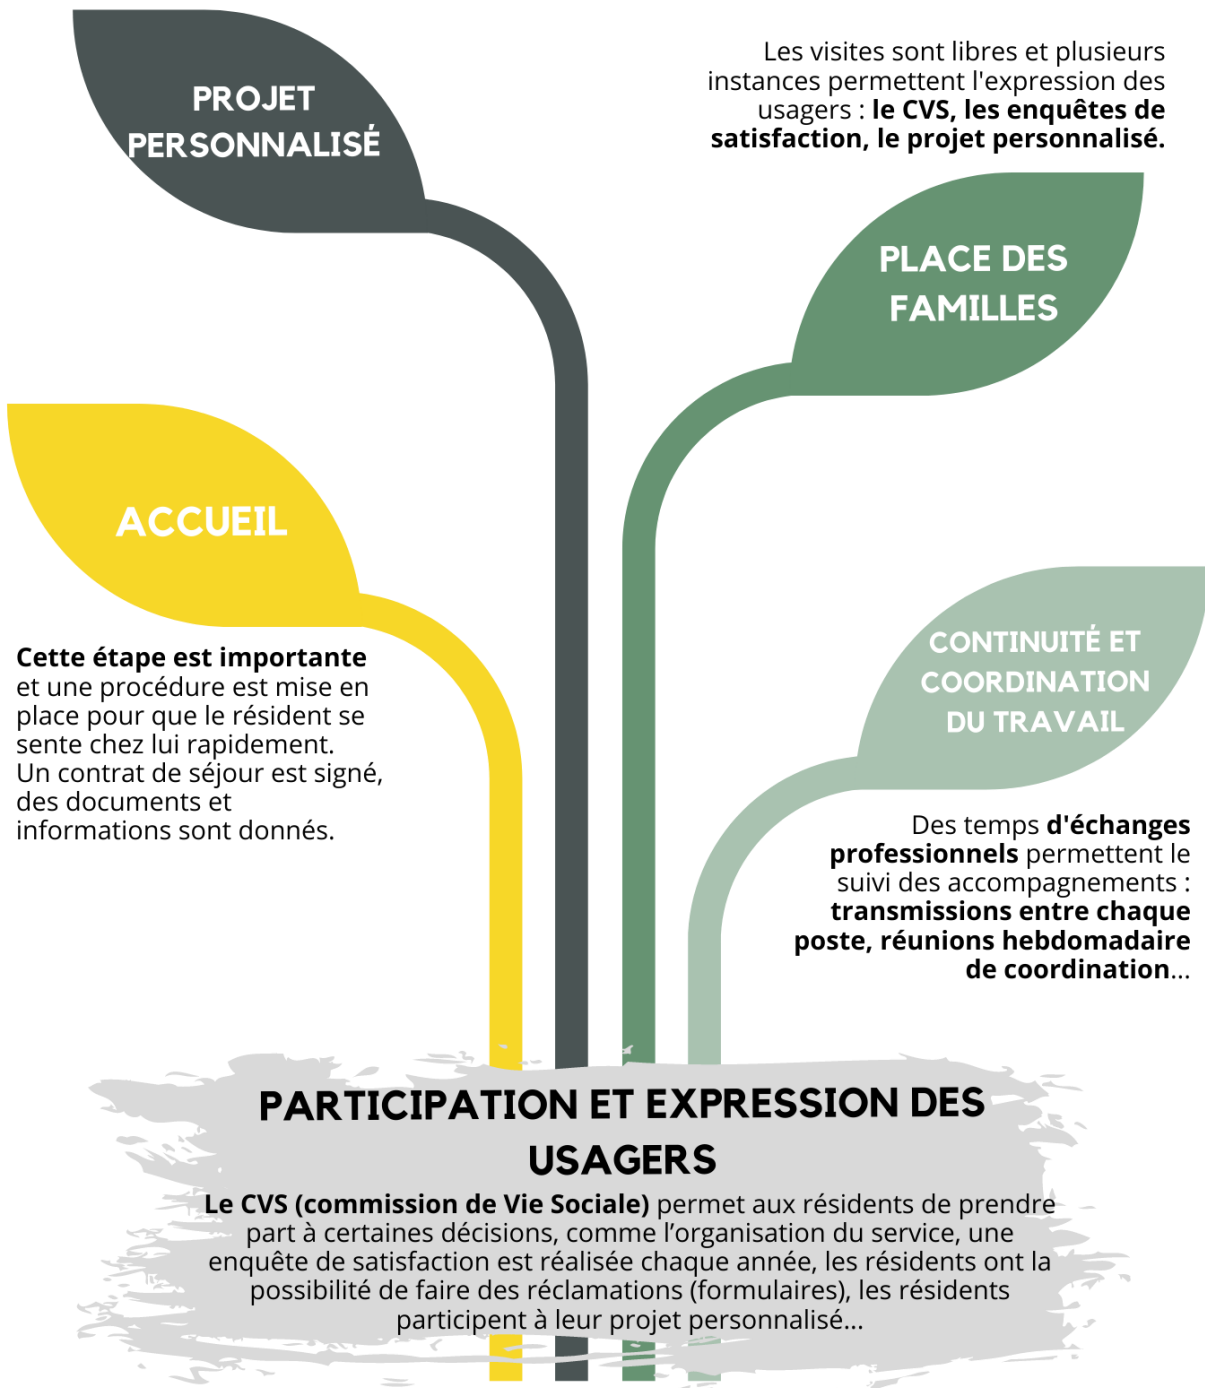 PROJET
PERSONNALISÉ
Les visites sont libres et plusieurs
instances permettent l'expression des
usagers : le CVS, les enquêtes de
satisfaction, le projet personnalisé.
PLACE DES
FAMILLES
ACCUEIL
Cette étape est importante
et une procédure est mise en
place pour que le résident se
sente chez lui rapidement.
Un contrat de séjour est signé,
des documents et
informations sont donnés.
CONTINUITÉ ET
COORDINATION
DU TRAVAIL
Des temps d'échanges
professionnels permettent le
suivi des accompagnements :
transmissions entre chaque
poste, réunions hebdomadaire
de coordination...
PARTICIPATION ET EXPRESSION DES
USAGERS
Le CVS (commission de Vie Sociale) permet aux résidents de prendre
part à certaines décisions, comme l’organisation du service, une
enquête de satisfaction est réalisée chaque année, les résidents ont la
possibilité de faire des réclamations (formulaires), les résidents
participent à leur projet personnalisé...